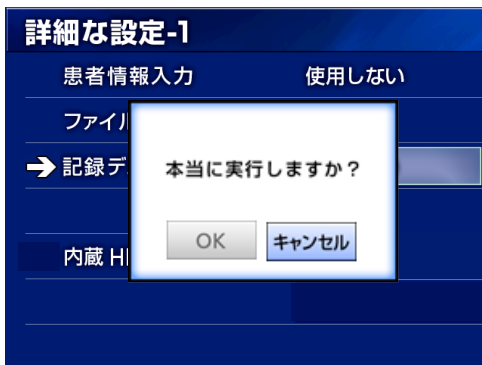 詳細な設定-1
患者情報入力
使用しない
ファイル
記録デ
本当に実行しますか？
OK
キャンセル
内蔵 H